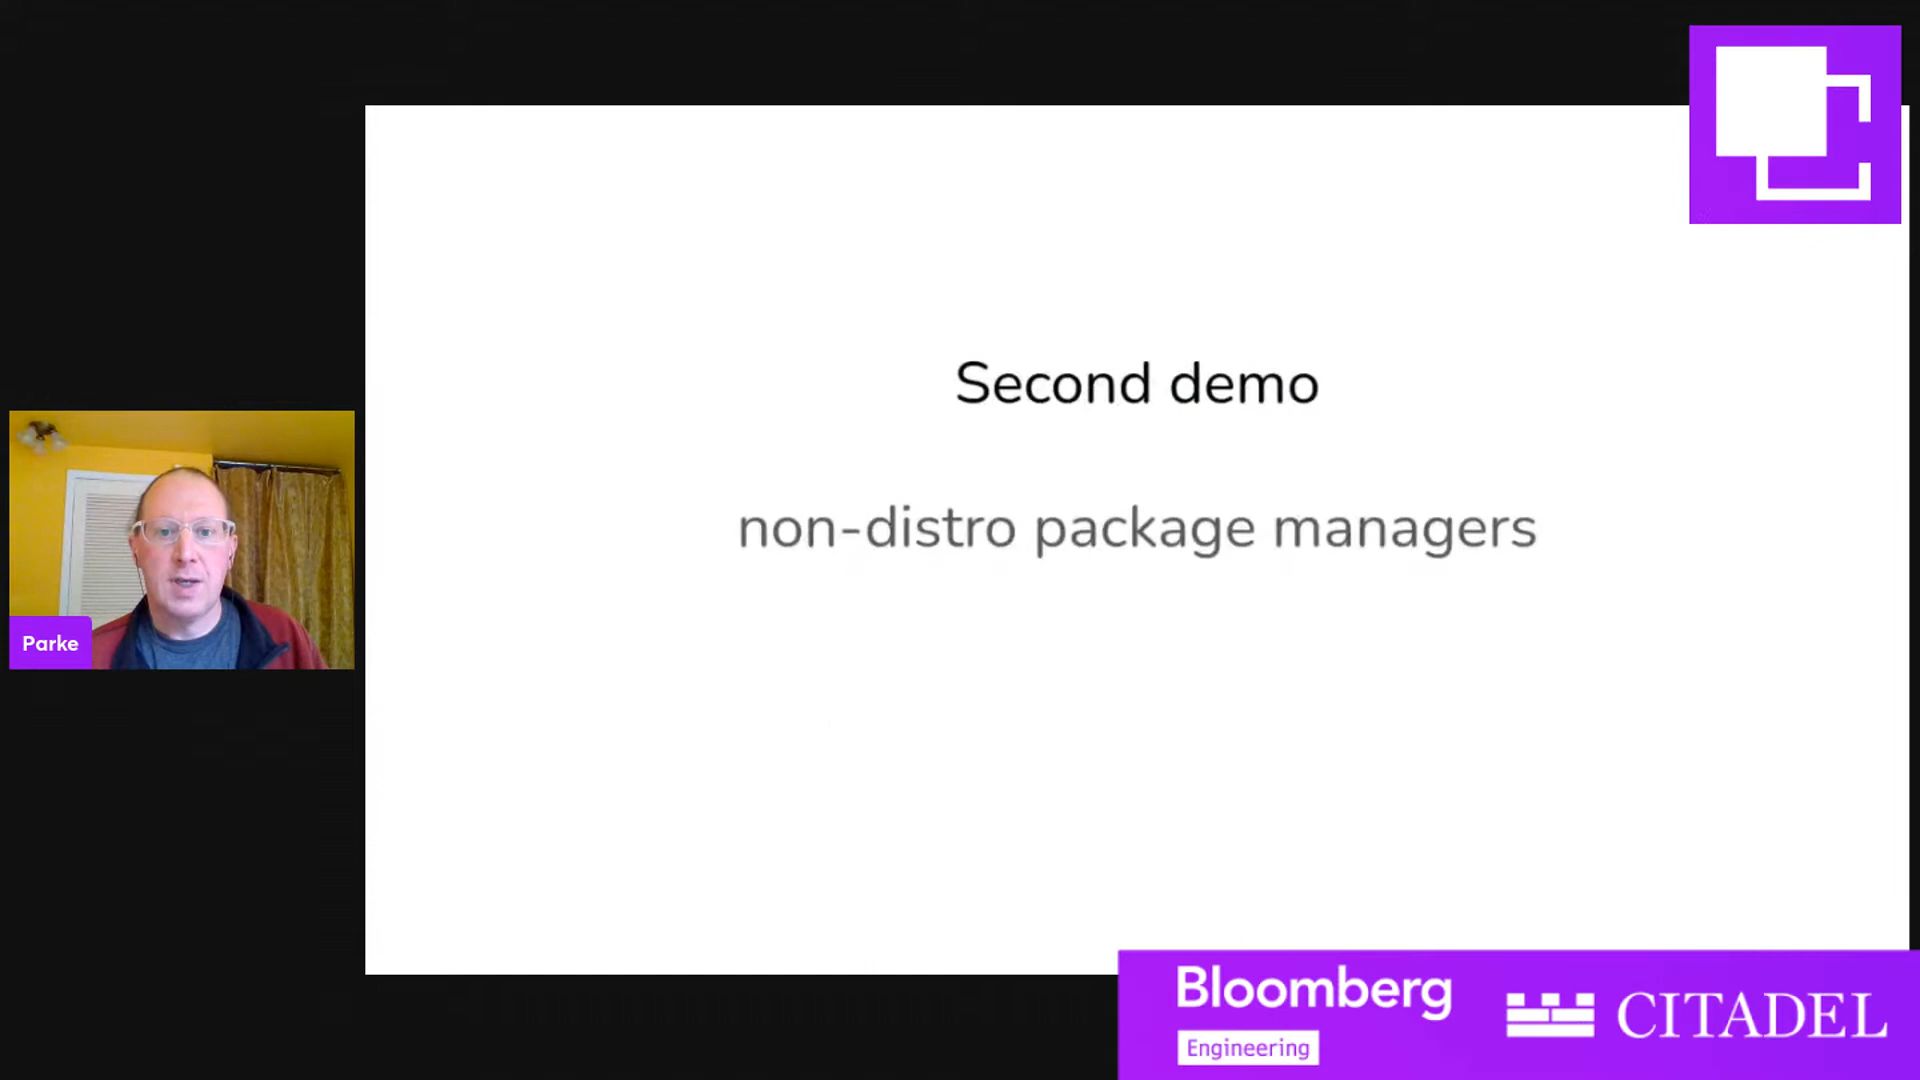 Second demo
non-distro package managers
Parke
Bloomberg
Engineering
CITADEL